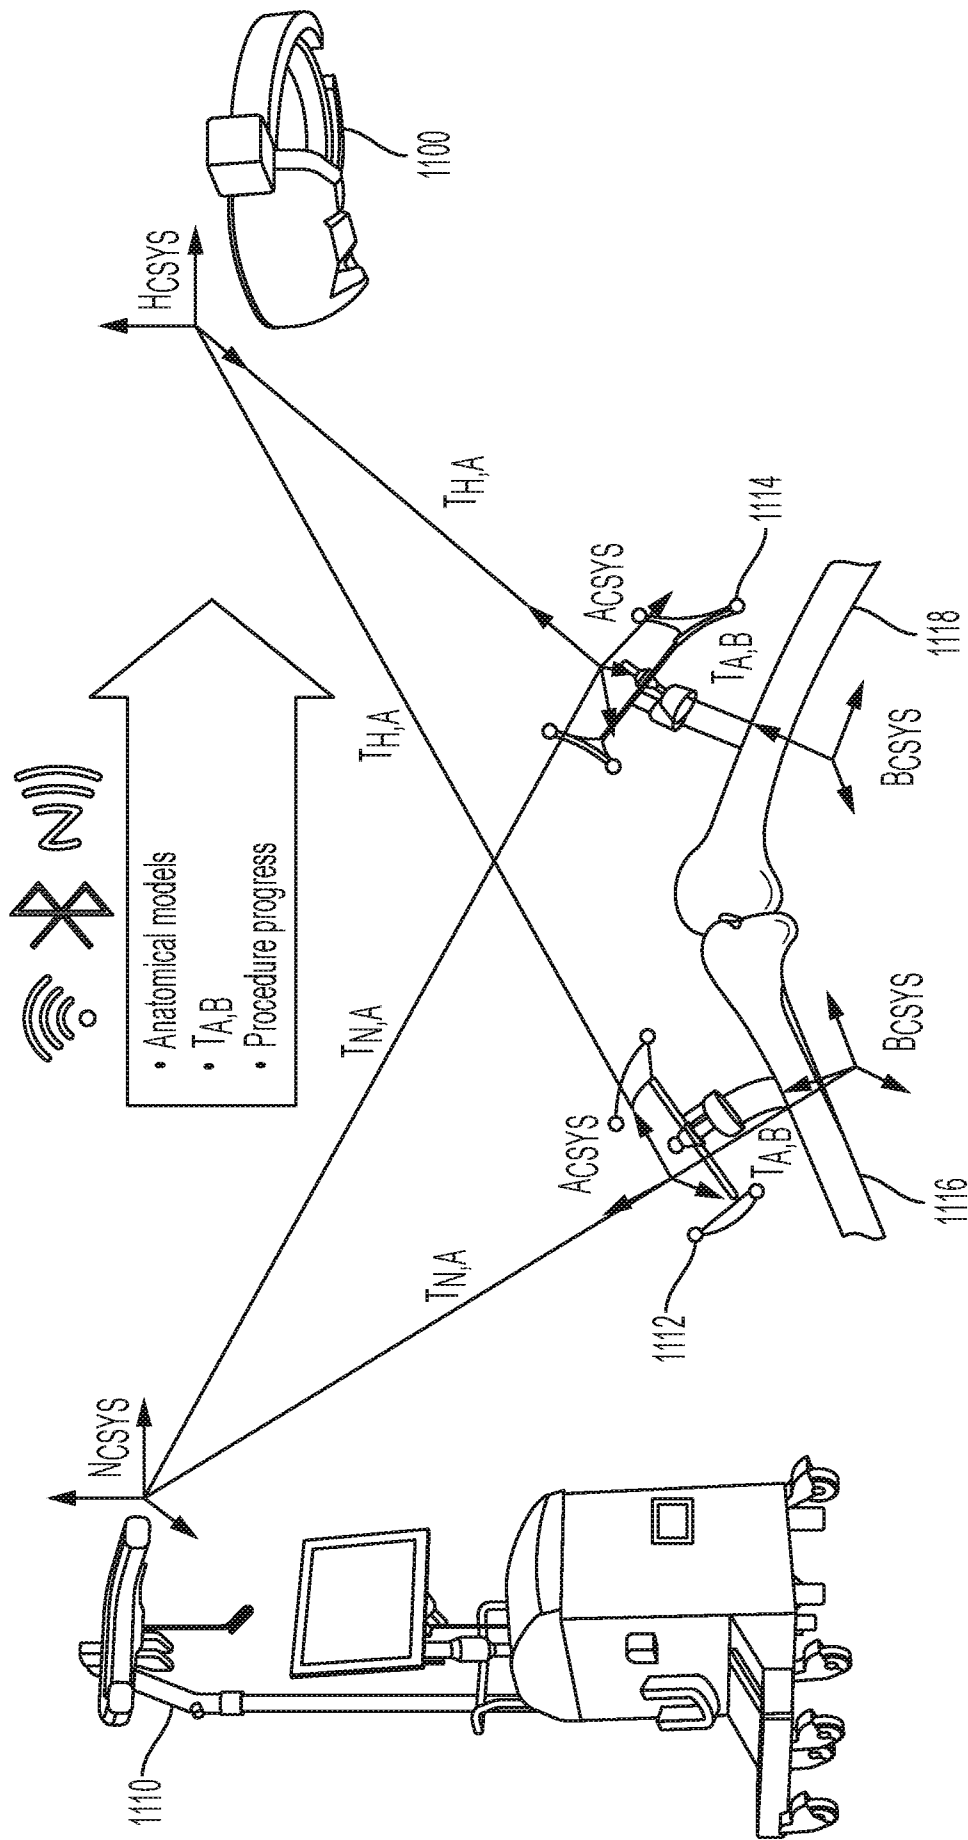 • Anatomical models
• TA,B
• Procedure progress
NCSYS
HCSYS
1110
1100
TN,A
TH,A
TH,A
TN,A
ACSYS
ACSYS
1112
1114
TA,B
TA,B
BCSYS
BCSYS
1116
1118